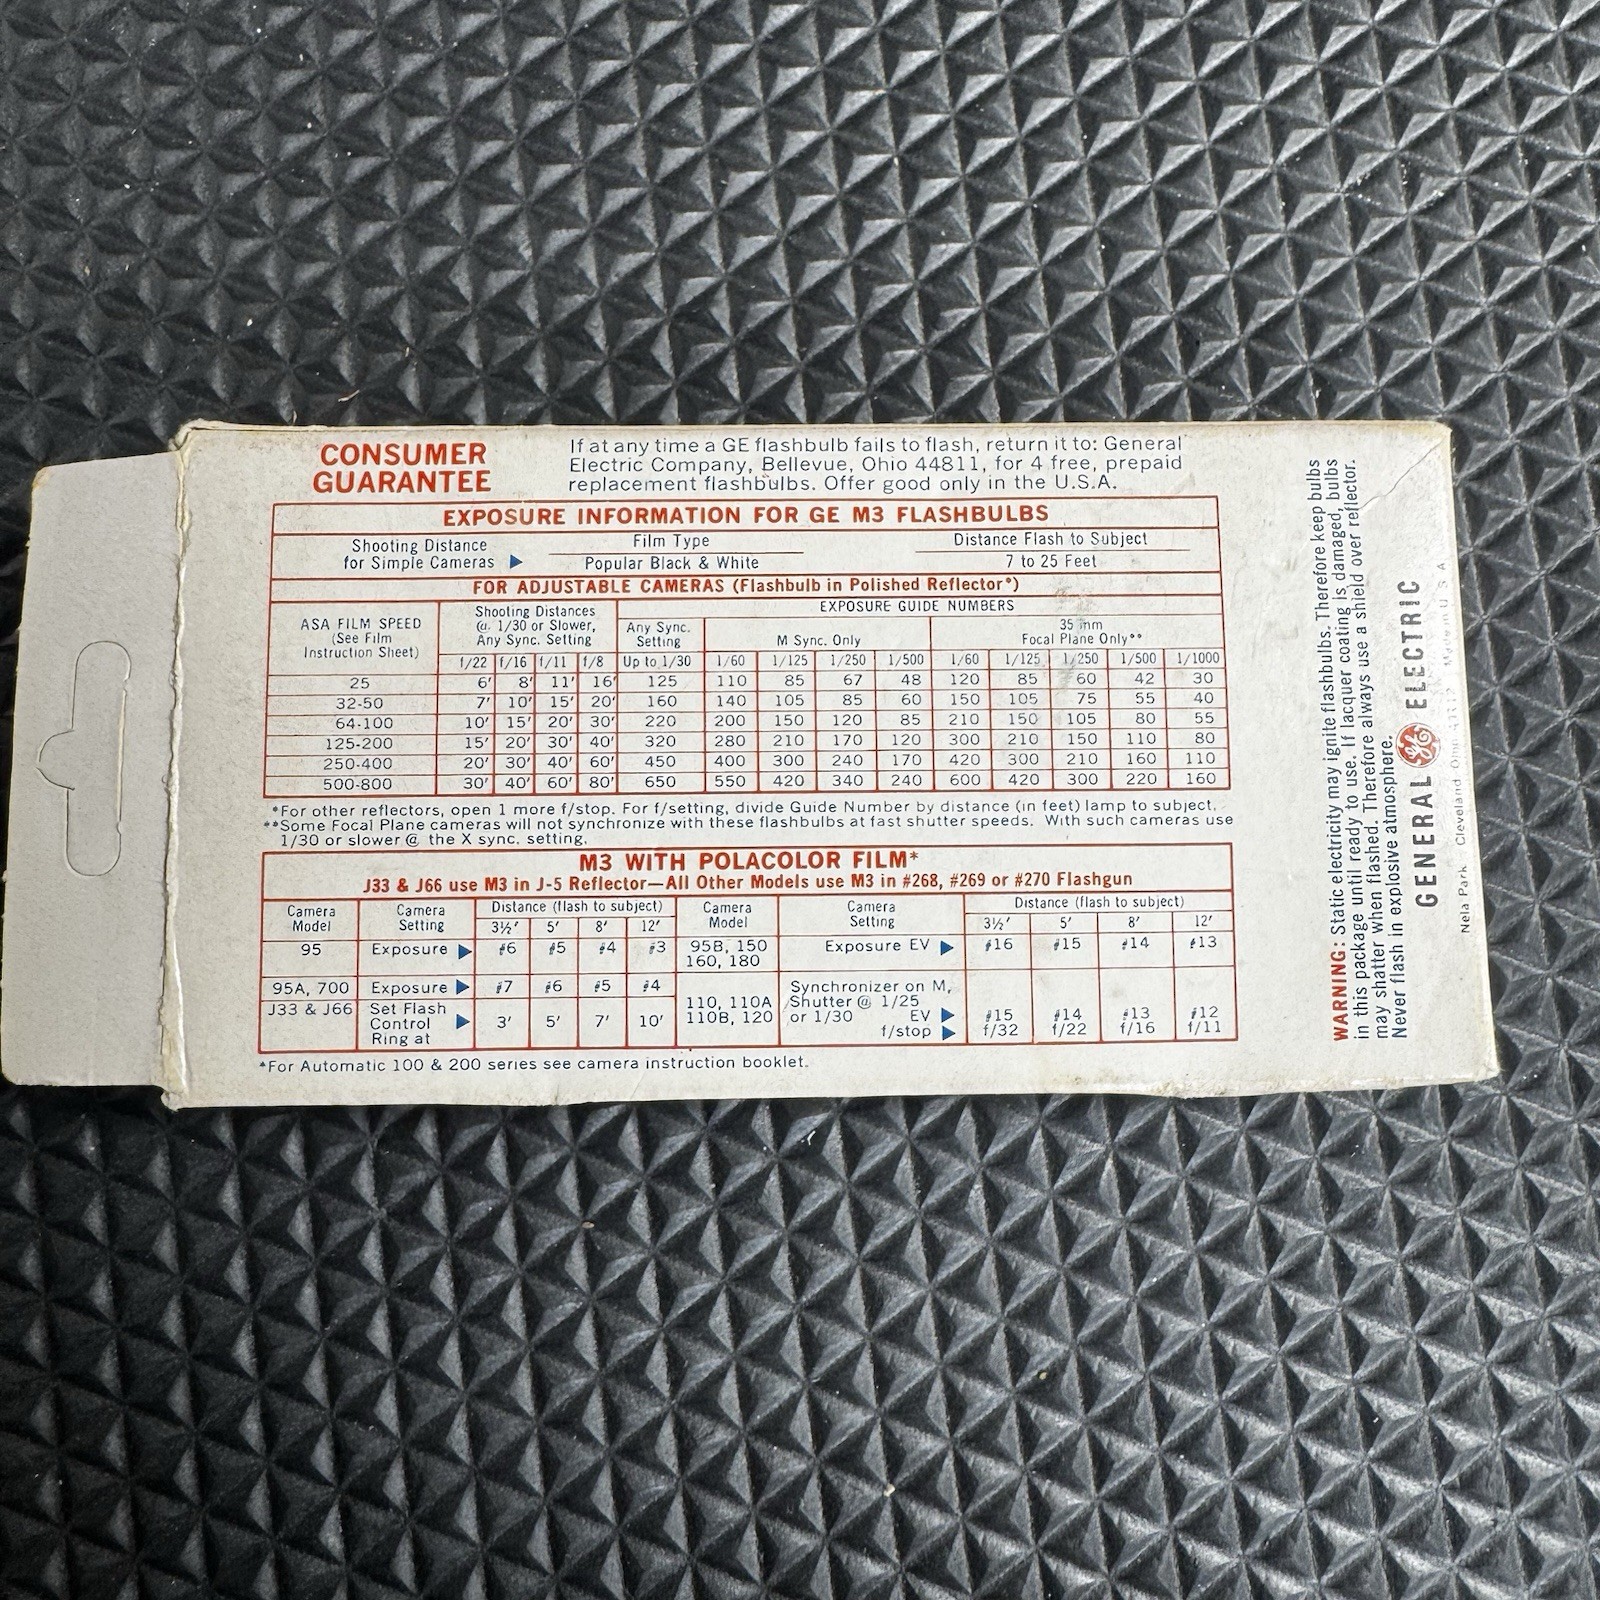 CONSUMER
GUARANTEE
If at any time a GE flashbulb fails to flash, return it to: General
Electric Company, Bellevue, Ohio 44811, for 4 free, prepaid
replacement flashbulbs. Offer good only in the U.S.A.
EXPOSURE INFORMATION FOR GE M3 FLASHBULBS
Shooting Distance
for Simple Cameras ▶
Film Type
Popular Black & White
Distance Flash to Subject
7 to 25 Feet
FOR ADJUSTABLE CAMERAS (Flashbulb in Polished Reflector*)
ASA FILM SPEED
(See Film
Instruction Sheet)
Shooting Distances
@ 1/30 or Slower,
Any Sync. Setting
EXPOSURE GUIDE NUMBERS
Any Sync.
Setting
M Sync. Only
35 mm
Focal Plane Only**
f/22 f/16 f/11 f/8 Up to 1/30 1/60 1/125 1/250 1/500 1/60 1/125 1/250 1/500 1/1000
25 6' 8' 11' 16' 125 110 85 67 48 120 85 60 42 30
32-50 7' 10' 15' 20' 160 140 105 85 60 150 105 75 55 40
64-100 10' 15' 20' 30' 220 200 150 120 85 210 150 105 80 55
125-200 15' 20' 30' 40' 320 280 210 170 120 300 210 150 110 80
250-400 20' 30' 40' 60' 450 400 300 240 170 420 300 210 160 110
500-800 30' 40' 60' 80' 650 550 420 340 240 600 420 300 220 160
*For other reflectors, open 1 more f/stop. For f/setting, divide Guide Number by distance (in feet) lamp to subject.
**Some Focal Plane cameras will not synchronize with these flashbulbs at fast shutter speeds. With such cameras use
1/30 or slower @ the X sync. setting.
M3 WITH POLACOLOR FILM*
J33 & J66 use M3 in J-5 Reflector—All Other Models use M3 in #268, #269 or #270 Flashgun
Camera
Model
Camera
Setting
Distance (flash to subject)
3½' 5' 8' 12'
Camera
Model
Camera
Setting
Distance (flash to subject)
3½' 5' 8' 12'
95 Exposure ▶ #6 #5 #4 #3
95B, 150
160, 180
Exposure EV ▶ #16 #15 #14 #13
95A, 700 Exposure ▶ #7 #6 #5 #4
J33 & J66 Set Flash
Control
Ring at
▶ 3' 5' 7' 10'
110, 110A
110B, 120
Synchronizer on M,
Shutter @ 1/25
or 1/30 EV ▶ #15 #14 #13 #12
f/stop ▶ f/32 f/22 f/16 f/11
*For Automatic 100 & 200 series see camera instruction booklet.
WARNING: Static electricity may ignite flashbulbs. Therefore keep bulbs
in this package until ready to use. If lacquer coating is damaged, bulbs
may shatter when flashed. Therefore always use a shield over reflector.
Never flash in explosive atmosphere.
GENERAL GE ELECTRIC
Nela Park Cleveland Ohio 44112 U S A